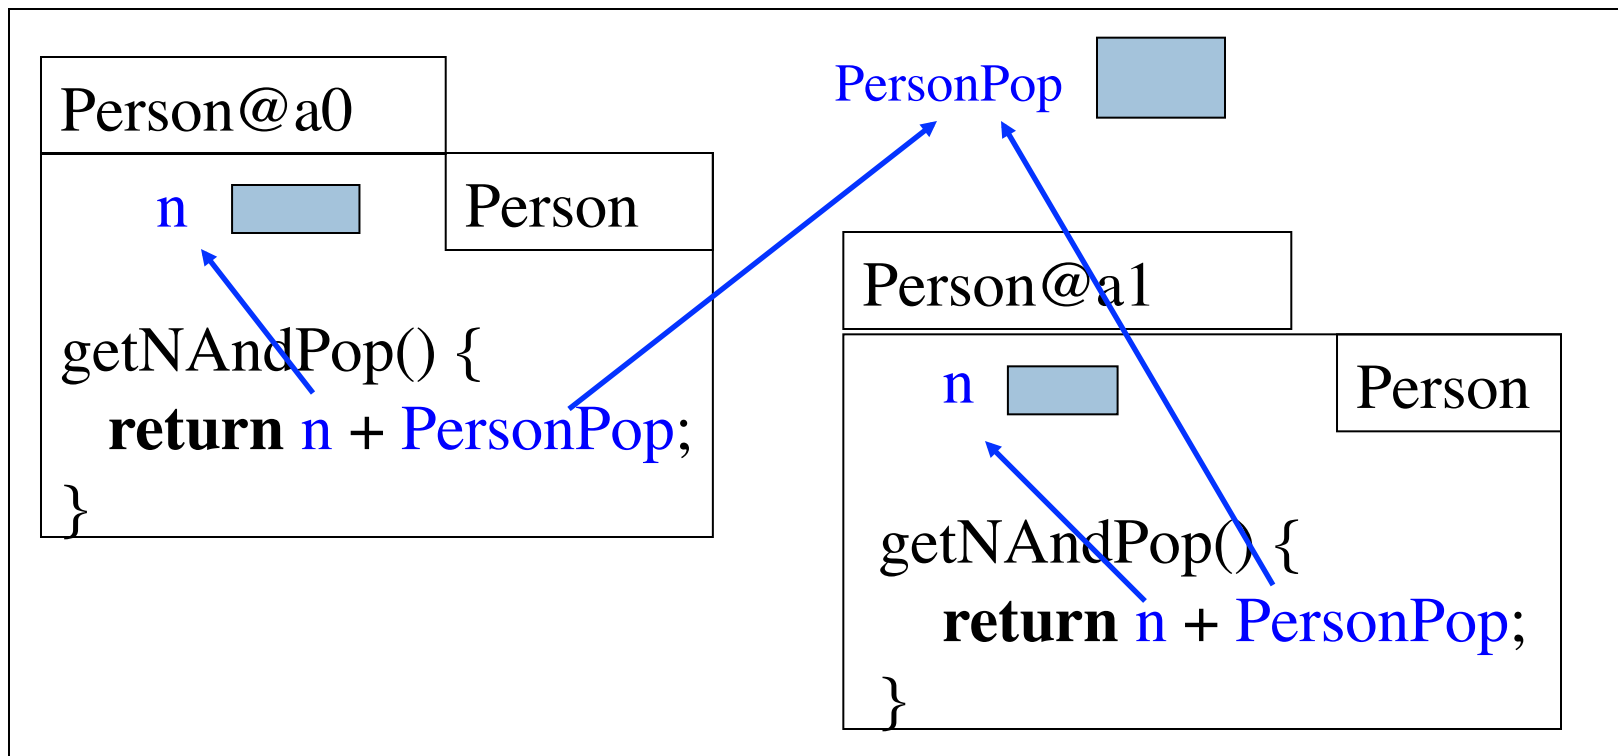 Person@a0
n
Person
getNAndPop() {
return n + PersonPop;
}
PersonPop
Person@a1
n
Person
getNAndPop() {
return n + PersonPop;
}